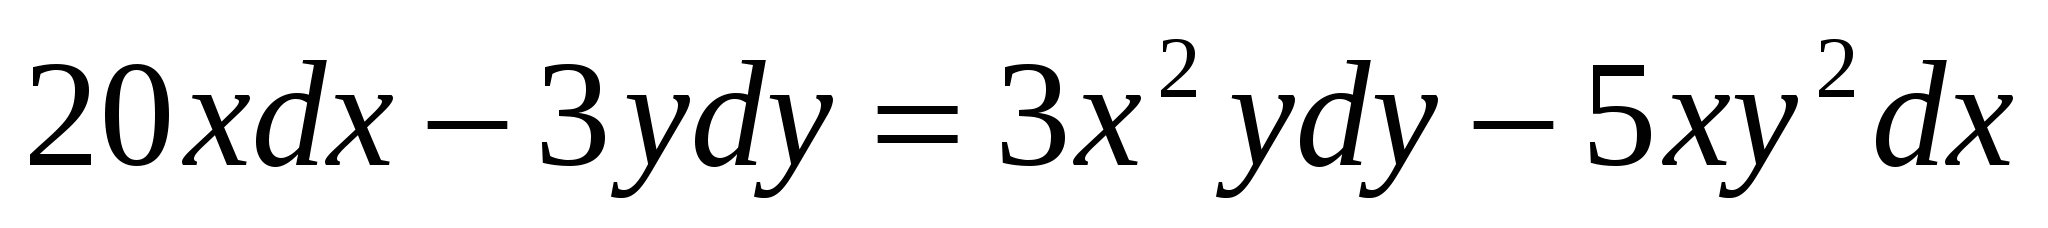 20xdx − 3ydy = 3x²ydy − 5xy²dx